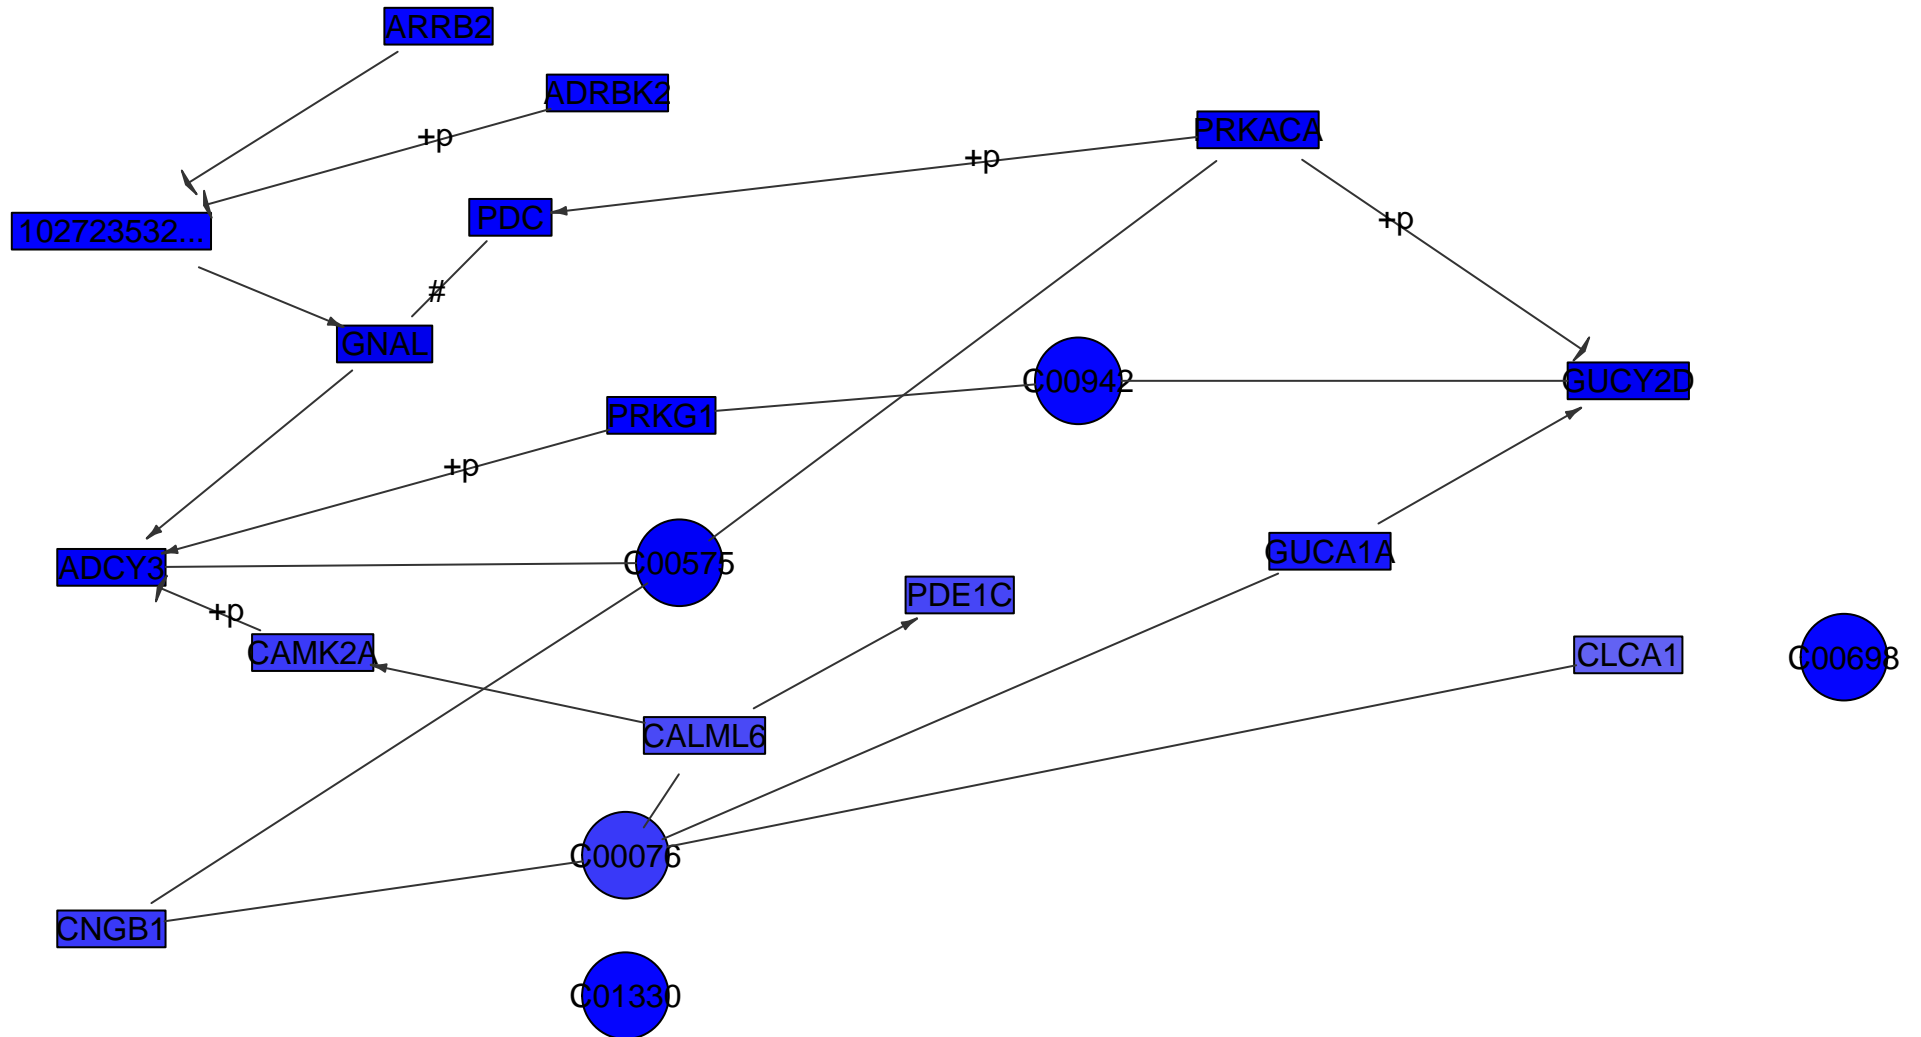 ARRB2
ADRBK2
+p
PRKACA
+p
102723532...
PDC
+p
#
GNAL
C00942
GUCY2D
PRKG1
+p
ADCY3
C00575
GUCA1A
PDE1C
+p
CAMK2A
CLCA1
C00698
CALML6
C00076
CNGB1
C01330